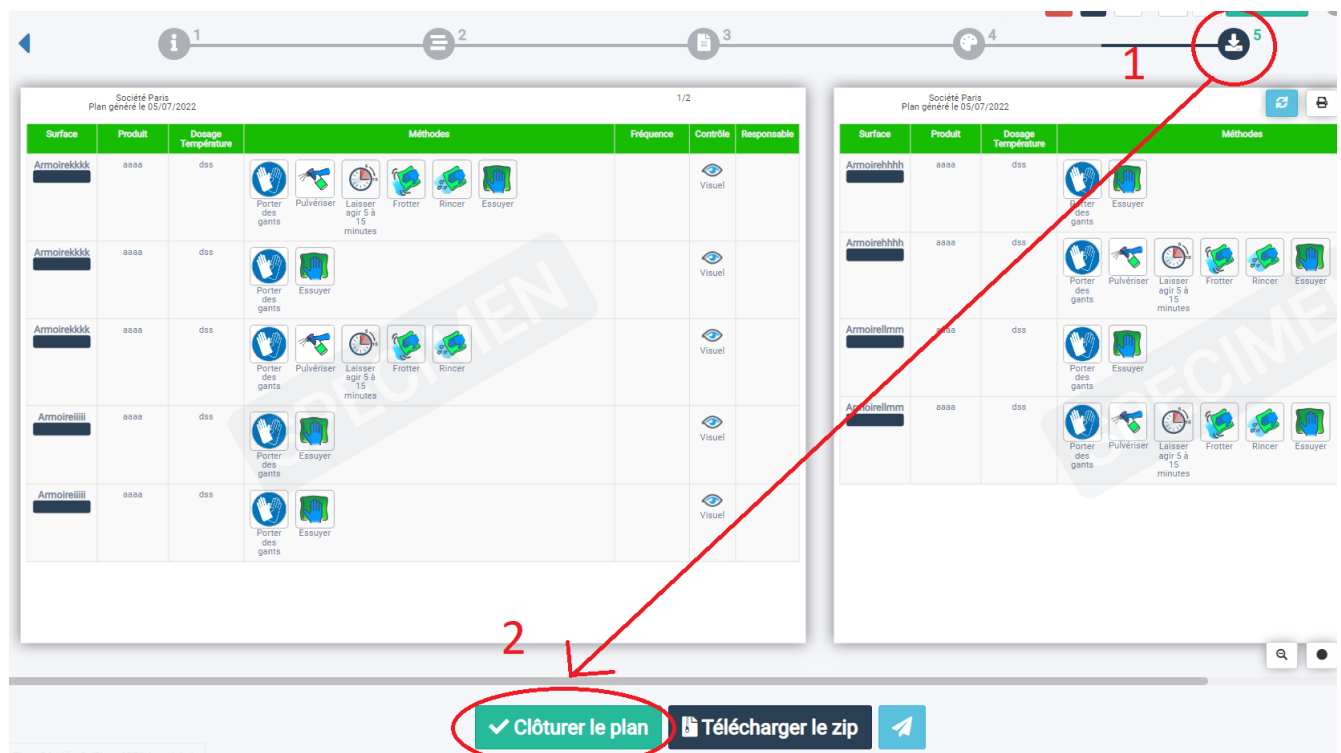 1
2
3
4
5
1
Société Paris
Plan généré le 05/07/2022
1/2
Surface Produit Dosage Température Méthodes Fréquence Contrôle Responsable
Armoirekkkk aaaa dss
Porter des gants Pulvériser Laisser agir 5 à 15 minutes Frotter Rincer Essuyer Visuel
Armoirekkkk aaaa dss
Porter des gants Essuyer Visuel
Armoirekkkk aaaa dss
Porter des gants Pulvériser Laisser agir 5 à 15 minutes Frotter Rincer Visuel
Armoireiiiii aaaa dss
Porter des gants Essuyer Visuel
Armoireiiiii aaaa dss
Porter des gants Essuyer Visuel
SPECIMEN
Société Paris
Plan généré le 05/07/2022
Surface Produit Dosage Température Méthodes
Armoirehhhh aaaa dss
Porter des gants Essuyer
Armoirehhhh aaaa dss
Porter des gants Pulvériser Laisser agir 5 à 15 minutes Frotter Rincer Essuyer
Armoirellmm aaaa dss
Porter des gants Essuyer
Armoirellmm aaaa dss
Porter des gants Pulvériser Laisser agir 5 à 15 minutes Frotter Rincer Essuyer
SPECIME
2
Clôturer le plan
Télécharger le zip